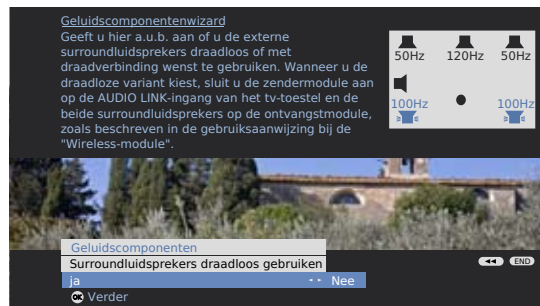 Geluidscomponentenwizard
Geeft u hier a.u.b. aan of u de externe
surroundluidsprekers draadloos of met
draadverbinding wenst te gebruiken. Wanneer u de
draadloze variant kiest, sluit u de zendermodule aan
op de AUDIO LINK-ingang van het tv-toestel en de
beide surroundluidsprekers op de ontvangstmodule,
zoals beschreven in de gebruiksaanwijzing bij de
"Wireless-module".
50Hz 120Hz 50Hz
100Hz 100Hz
Geluidscomponenten
Surroundluidsprekers draadloos gebruiken
ja Nee
END
OK Verder